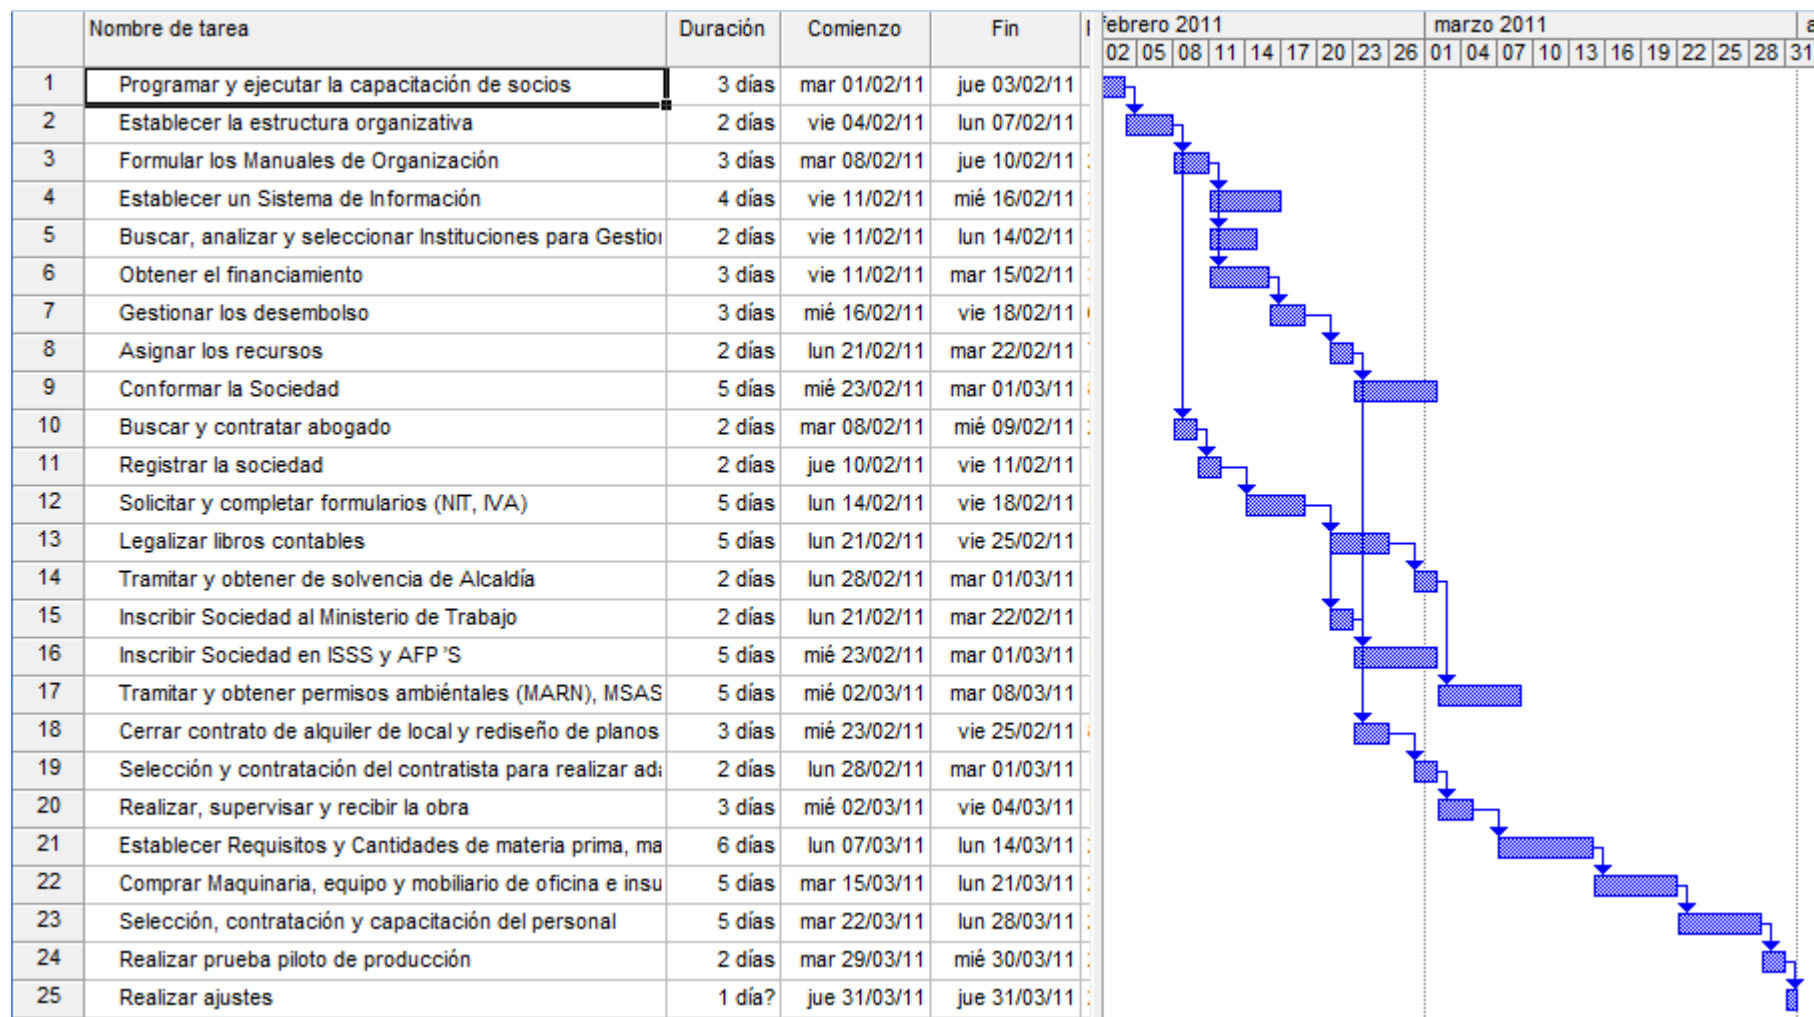 Nombre de tarea Duración Comienzo Fin febrero 2011 marzo 2011
02 05 08 11 14 17 20 23 26 01 04 07 10 13 16 19 22 25 28 31
1 Programar y ejecutar la capacitación de socios 3 días mar 01/02/11 jue 03/02/11
2 Establecer la estructura organizativa 2 días vie 04/02/11 lun 07/02/11
3 Formular los Manuales de Organización 3 días mar 08/02/11 jue 10/02/11
4 Establecer un Sistema de Información 4 días vie 11/02/11 mié 16/02/11
5 Buscar, analizar y seleccionar Instituciones para Gestion 2 días vie 11/02/11 lun 14/02/11
6 Obtener el financiamiento 3 días vie 11/02/11 mar 15/02/11
7 Gestionar los desembolso 3 días mié 16/02/11 vie 18/02/11
8 Asignar los recursos 2 días lun 21/02/11 mar 22/02/11
9 Conformar la Sociedad 5 días mié 23/02/11 mar 01/03/11
10 Buscar y contratar abogado 2 días mar 08/02/11 mié 09/02/11
11 Registrar la sociedad 2 días jue 10/02/11 vie 11/02/11
12 Solicitar y completar formularios (NIT, IVA) 5 días lun 14/02/11 vie 18/02/11
13 Legalizar libros contables 5 días lun 21/02/11 vie 25/02/11
14 Tramitar y obtener de solvencia de Alcaldía 2 días lun 28/02/11 mar 01/03/11
15 Inscribir Sociedad al Ministerio de Trabajo 2 días lun 21/02/11 mar 22/02/11
16 Inscribir Sociedad en ISSS y AFP 'S 5 días mié 23/02/11 mar 01/03/11
17 Tramitar y obtener permisos ambiéntales (MARN), MSAS 5 días mié 02/03/11 mar 08/03/11
18 Cerrar contrato de alquiler de local y rediseño de planos 3 días mié 23/02/11 vie 25/02/11
19 Selección y contratación del contratista para realizar ada 2 días lun 28/02/11 mar 01/03/11
20 Realizar, supervisar y recibir la obra 3 días mié 02/03/11 vie 04/03/11
21 Establecer Requisitos y Cantidades de materia prima, ma 6 días lun 07/03/11 lun 14/03/11
22 Comprar Maquinaria, equipo y mobiliario de oficina e insu 5 días mar 15/03/11 lun 21/03/11
23 Selección, contratación y capacitación del personal 5 días mar 22/03/11 lun 28/03/11
24 Realizar prueba piloto de producción 2 días mar 29/03/11 mié 30/03/11
25 Realizar ajustes 1 día? jue 31/03/11 jue 31/03/11